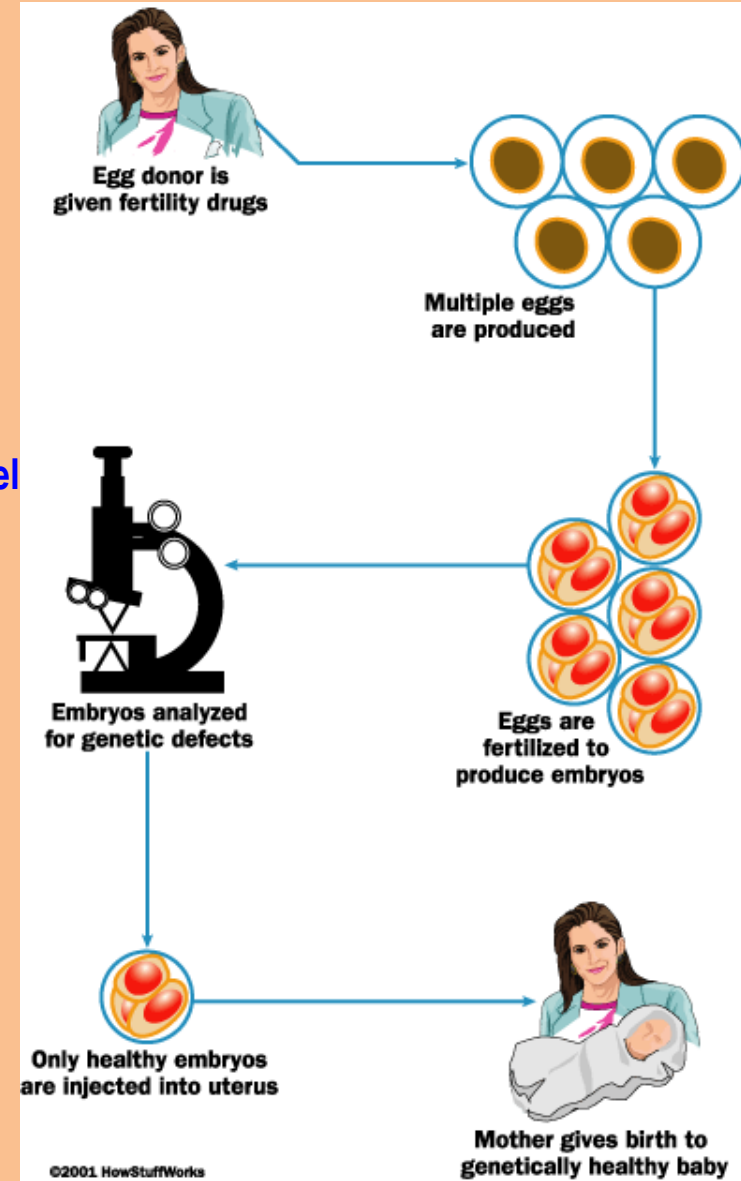 Egg donor is
given fertility drugs
Multiple eggs
are produced
el
Eggs are
fertilized to
produce embryos
Embryos analyzed
for genetic defects
Only healthy embryos
are injected into uterus
Mother gives birth to
genetically healthy baby
©2001 HowStuffWorks